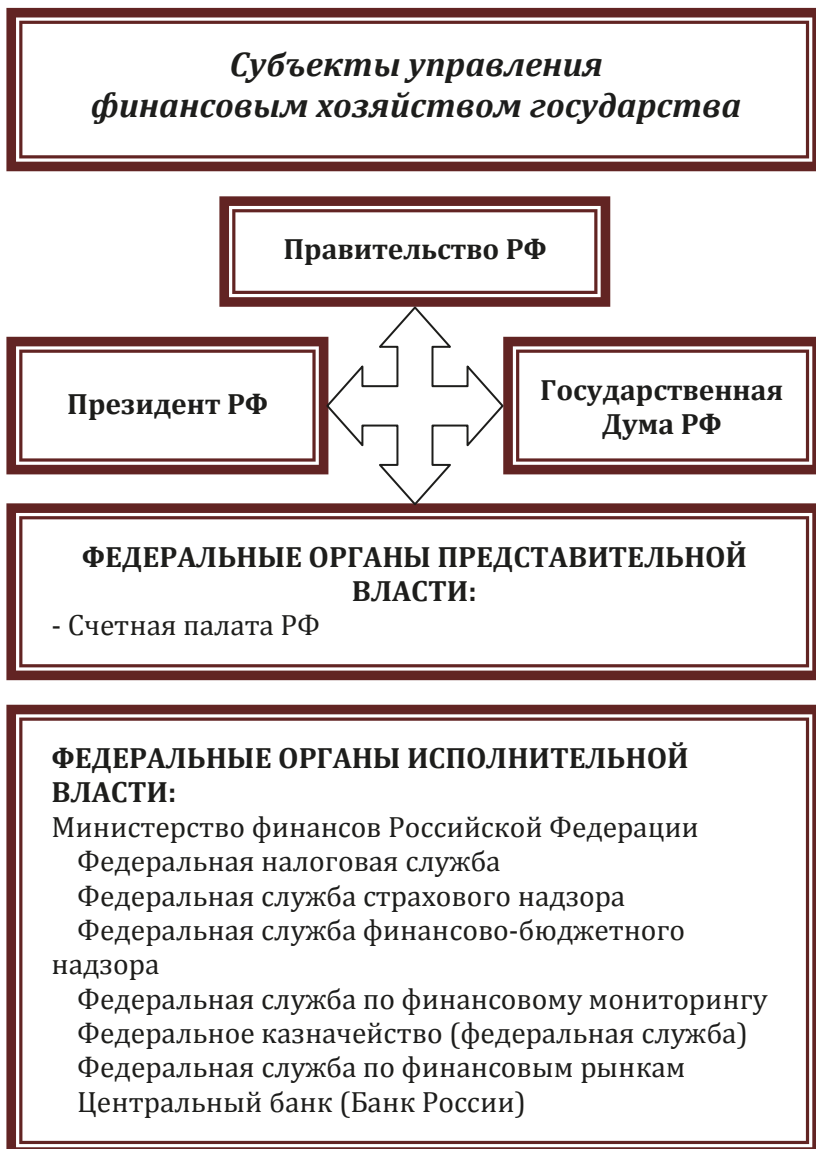 Субъекты управления
финансовым хозяйством государства
Правительство РФ
Президент РФ
Государственная
Дума РФ
ФЕДЕРАЛЬНЫЕ ОРГАНЫ ПРЕДСТАВИТЕЛЬНОЙ
ВЛАСТИ:
- Счетная палата РФ
ФЕДЕРАЛЬНЫЕ ОРГАНЫ ИСПОЛНИТЕЛЬНОЙ
ВЛАСТИ:
Министерство финансов Российской Федерации
Федеральная налоговая служба
Федеральная служба страхового надзора
Федеральная служба финансово-бюджетного
надзора
Федеральная служба по финансовому мониторингу
Федеральное казначейство (федеральная служба)
Федеральная служба по финансовым рынкам
Центральный банк (Банк России)